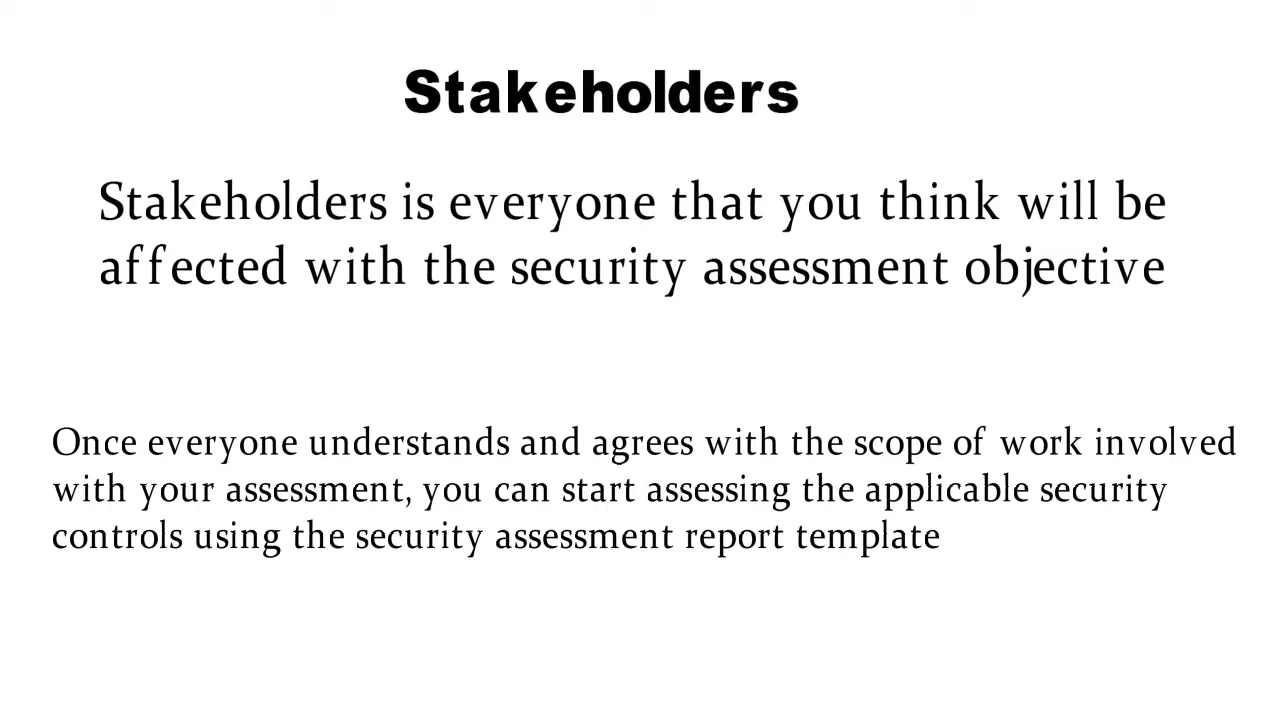 Stakeholders
Stakeholders is everyone that you think will be
affected with the security assessment objective
Once everyone understands and agrees with the scope of work involved
with your assessment, you can start assessing the applicable security
controls using the security assessment report template